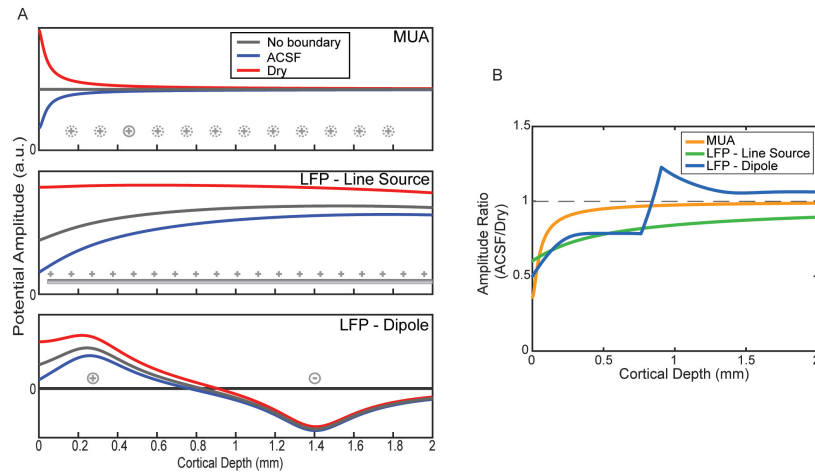 A
No boundary
ACSF
Dry
MUA
0
LFP - Line Source
0
LFP - Dipole
0
Potential Amplitude (a.u.)
0 0.2 0.4 0.6 0.8 1 1.2 1.4 1.6 1.8 2
Cortical Depth (mm)
B
MUA
LFP - Line Source
LFP - Dipole
1.5
1
0.5
0
Amplitude Ratio
(ACSF/Dry)
0 0.5 1 1.5 2
Cortical Depth (mm)